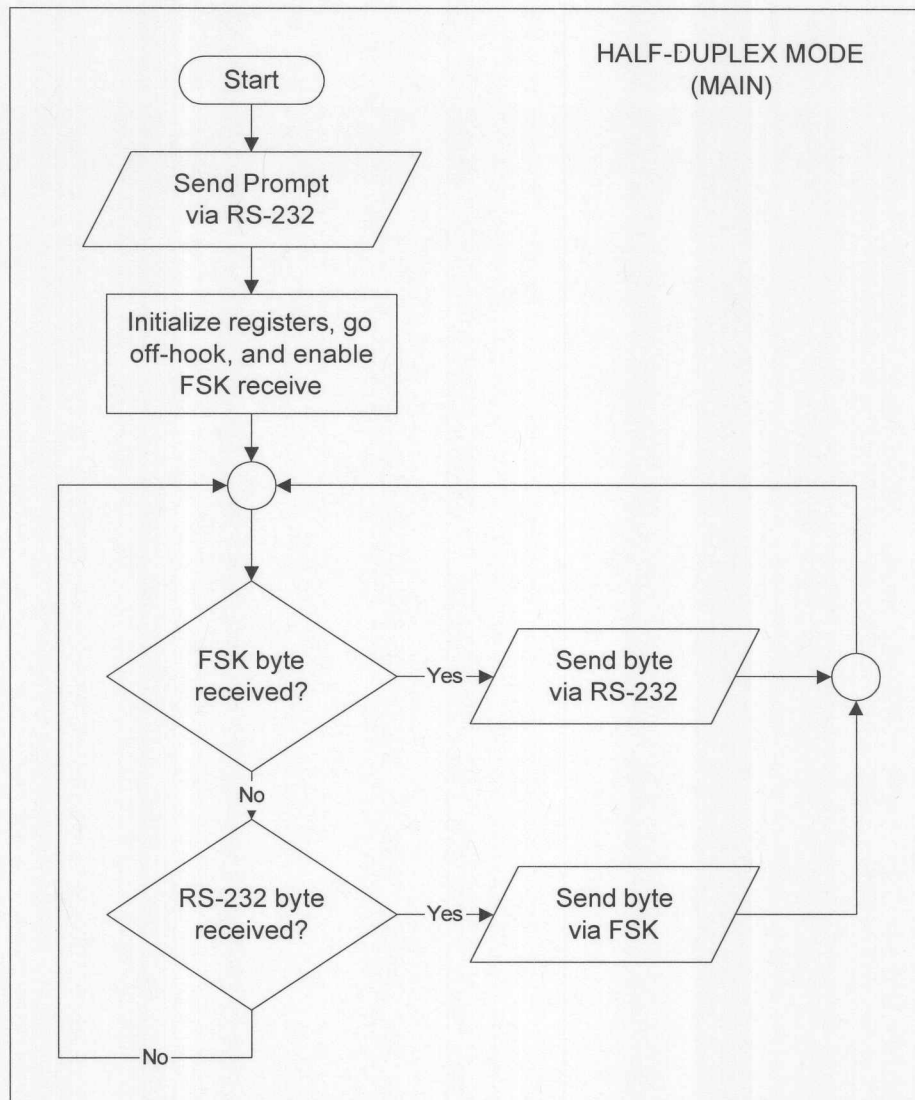 HALF-DUPLEX MODE
(MAIN)
Start
Send Prompt
via RS-232
Initialize registers, go
off-hook, and enable
FSK receive
FSK byte
received?
Yes
Send byte
via RS-232
No
RS-232 byte
received?
Yes
Send byte
via FSK
No